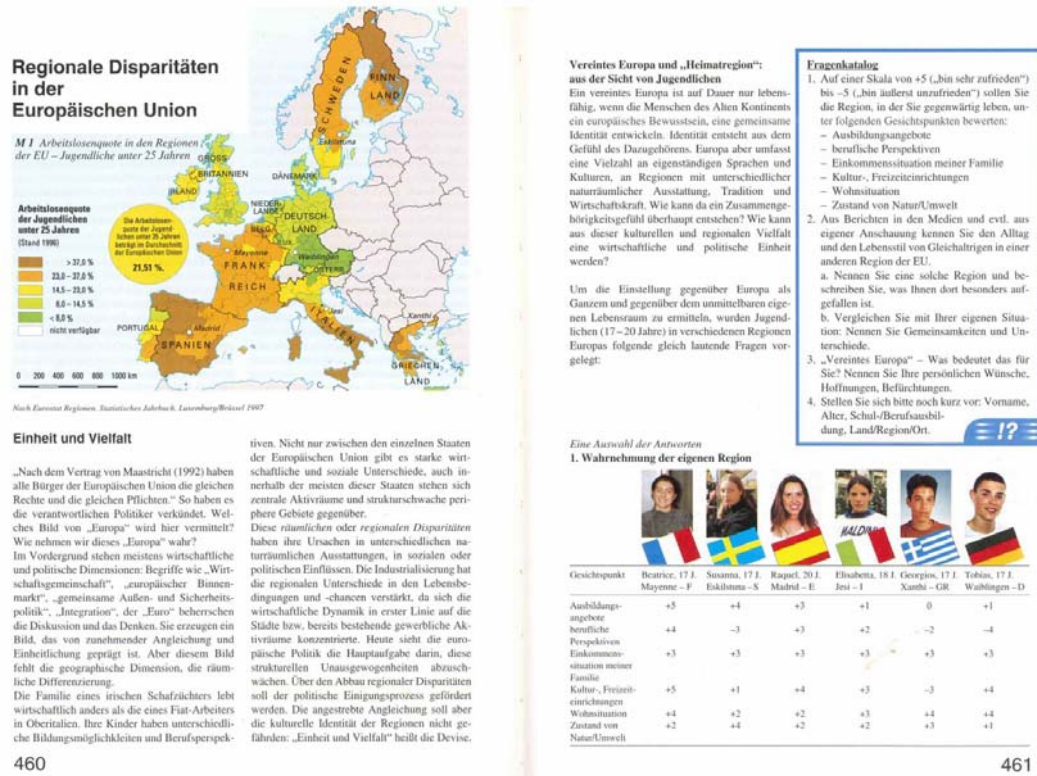 Regionale Disparitäten
in der
Europäischen Union
M 1 Arbeitslosenquote in den Regionen
der EU – Jugendliche unter 25 Jahren
Arbeitslosenquote
der Jugendlichen
unter 25 Jahren
(Stand 1996)
> 37,0 %
23,0 – 37,0 %
14,5 – 23,0 %
8,0 – 14,5 %
< 8,0 %
nicht verfügbar
Die Arbeitslosen-
quote der Jugend-
lichen unter 25 Jahren
beträgt im Durchschnitt
der Europäischen Union
21,51 %.
FINN-
LAND
SCHWEDEN
Eskilstuna
GROSS-
BRITANNIEN
IRLAND
DÄNEMARK
NIEDER-
LANDE
DEUTSCH-
LAND
BELG.
LUX.
Waiblingen
ÖSTERR.
Mayenne
FRANK-
REICH
Jesi
ITALIEN
Xanthi
PORTUGAL
Madrid
SPANIEN
GRIECHEN-
LAND
0 200 400 600 800 1000 km
Nach Eurostat Regionen. Statistisches Jahrbuch. Luxemburg/Brüssel 1997
Einheit und Vielfalt
„Nach dem Vertrag von Maastricht (1992) haben
alle Bürger der Europäischen Union die gleichen
Rechte und die gleichen Pflichten.“ So haben es
die verantwortlichen Politiker verkündet. Wel-
ches Bild von „Europa“ wird hier vermittelt?
Wie nehmen wir dieses „Europa“ wahr?
Im Vordergrund stehen meistens wirtschaftliche
und politische Dimensionen: Begriffe wie „Wirt-
schaftsgemeinschaft“, „europäischer Binnen-
markt“, „gemeinsame Außen- und Sicherheits-
politik“, „Integration“, der „Euro“ beherrschen
die Diskussion und das Denken. Sie erzeugen ein
Bild, das von zunehmender Angleichung und
Einheitlichung geprägt ist. Aber diesem Bild
fehlt die geographische Dimension, die räum-
liche Differenzierung.
Die Familie eines irischen Schafzüchters lebt
wirtschaftlich anders als die eines Fiat-Arbeiters
in Oberitalien. Ihre Kinder haben unterschiedli-
che Bildungsmöglichkleiten und Berufsperspek-
tiven. Nicht nur zwischen den einzelnen Staaten
der Europäischen Union gibt es starke wirt-
schaftliche und soziale Unterschiede, auch in-
nerhalb der meisten dieser Staaten stehen sich
zentrale Aktivräume und strukturschwache peri-
phere Gebiete gegenüber.
Diese räumlichen oder regionalen Disparitäten
haben ihre Ursachen in unterschiedlichen na-
turräumlichen Ausstattungen, in sozialen oder
politischen Einflüssen. Die Industrialisierung hat
die regionalen Unterschiede in den Lebensbe-
dingungen und -chancen verstärkt, da sich die
wirtschaftliche Dynamik in erster Linie auf die
Städte bzw. bereits bestehende gewerbliche Ak-
tivräume konzentrierte. Heute sieht die euro-
päische Politik die Hauptaufgabe darin, diese
strukturellen Unausgewogenheiten abzusch-
wächen. Über den Abbau regionaler Disparitäten
soll der politische Einigungsprozess gefördert
werden. Die angestrebte Angleichung soll aber
die kulturelle Identität der Regionen nicht ge-
fährden: „Einheit und Vielfalt“ heißt die Devise.
460
Vereintes Europa und „Heimatregion“:
aus der Sicht von Jugendlichen
Ein vereintes Europa ist auf Dauer nur lebens-
fähig, wenn die Menschen des Alten Kontinents
ein europäisches Bewusstsein, eine gemeinsame
Identität entwickeln. Identität entsteht aus dem
Gefühl des Dazugehörens. Europa aber umfasst
eine Vielzahl an eigenständigen Sprachen und
Kulturen, an Regionen mit unterschiedlicher
naturräumlicher Ausstattung, Tradition und
Wirtschaftskraft. Wie kann da ein Zusammenge-
hörigkeitsgefühl überhaupt entstehen? Wie kann
aus dieser kulturellen und regionalen Vielfalt
eine wirtschaftliche und politische Einheit
werden?
Um die Einstellung gegenüber Europa als
Ganzem und gegenüber dem unmittelbaren eige-
nen Lebensraum zu ermitteln, wurden Jugend-
lichen (17–20 Jahre) in verschiedenen Regionen
Europas folgende gleich lautende Fragen vor-
gelegt:
Fragenkatalog
1. Auf einer Skala von +5 („bin sehr zufrieden“)
bis –5 („bin äußerst unzufrieden“) sollen Sie
die Region, in der Sie gegenwärtig leben, un-
ter folgenden Gesichtspunkten bewerten:
– Ausbildungsangebote
– berufliche Perspektiven
– Einkommenssituation meiner Familie
– Kultur-, Freizeiteinrichtungen
– Wohnsituation
– Zustand von Natur/Umwelt
2. Aus Berichten in den Medien und evtl. aus
eigener Anschauung kennen Sie den Alltag
und den Lebensstil von Gleichaltrigen in einer
anderen Region der EU.
a. Nennen Sie eine solche Region und be-
schreiben Sie, was Ihnen dort besonders auf-
gefallen ist.
b. Vergleichen Sie mit Ihrer eigenen Situa-
tion: Nennen Sie Gemeinsamkeiten und Un-
terschiede.
3. „Vereintes Europa“ – Was bedeutet das für
Sie? Nennen Sie Ihre persönlichen Wünsche,
Hoffnungen, Befürchtungen.
4. Stellen Sie sich bitte noch kurz vor: Vorname,
Alter, Schul-/Berufsausbil-
dung, Land/Region/Ort.
!?
Eine Auswahl der Antworten
1. Wahrnehmung der eigenen Region
Gesichtspunkt Beatrice, 17 J. Susanna, 17 J. Raquel, 20 J. Elisabetta, 18 J. Georgios, 17 J. Tobias, 17 J.
Mayenne – F Eskilstuna – S Madrid – E Jesi – I Xanthi – GR Waiblingen – D
Ausbildungs- +5 +4 +3 +1 0 +1
angebote
berufliche +4 –3 +3 +2 –2 –4
Perspektiven
Einkommens- +3 +3 +3 +3 +3 +3
situation meiner
Familie
Kultur-, Freizeit- +5 +1 +4 +3 –3 +4
einrichtungen
Wohnsituation +4 +2 +2 +3 +4 +4
Zustand von +2 +4 +2 +2 +3 +1
Natur/Umwelt
461